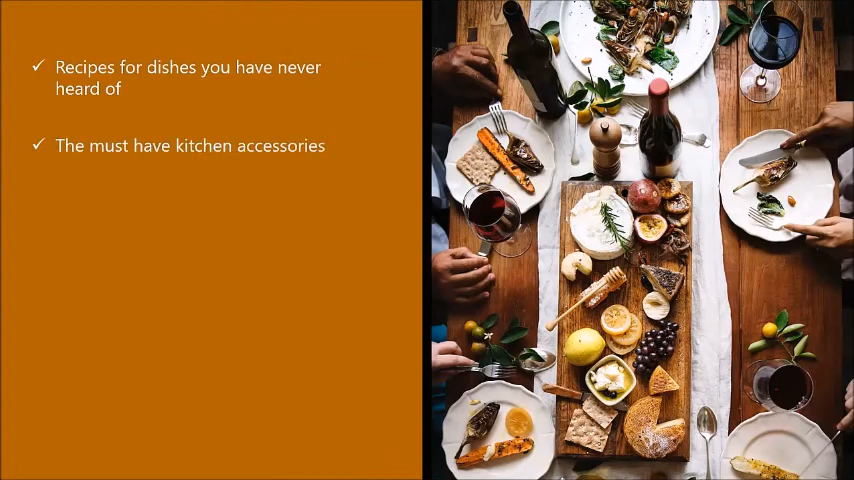 ✓ Recipes for dishes you have never
heard of
✓ The must have kitchen accessories